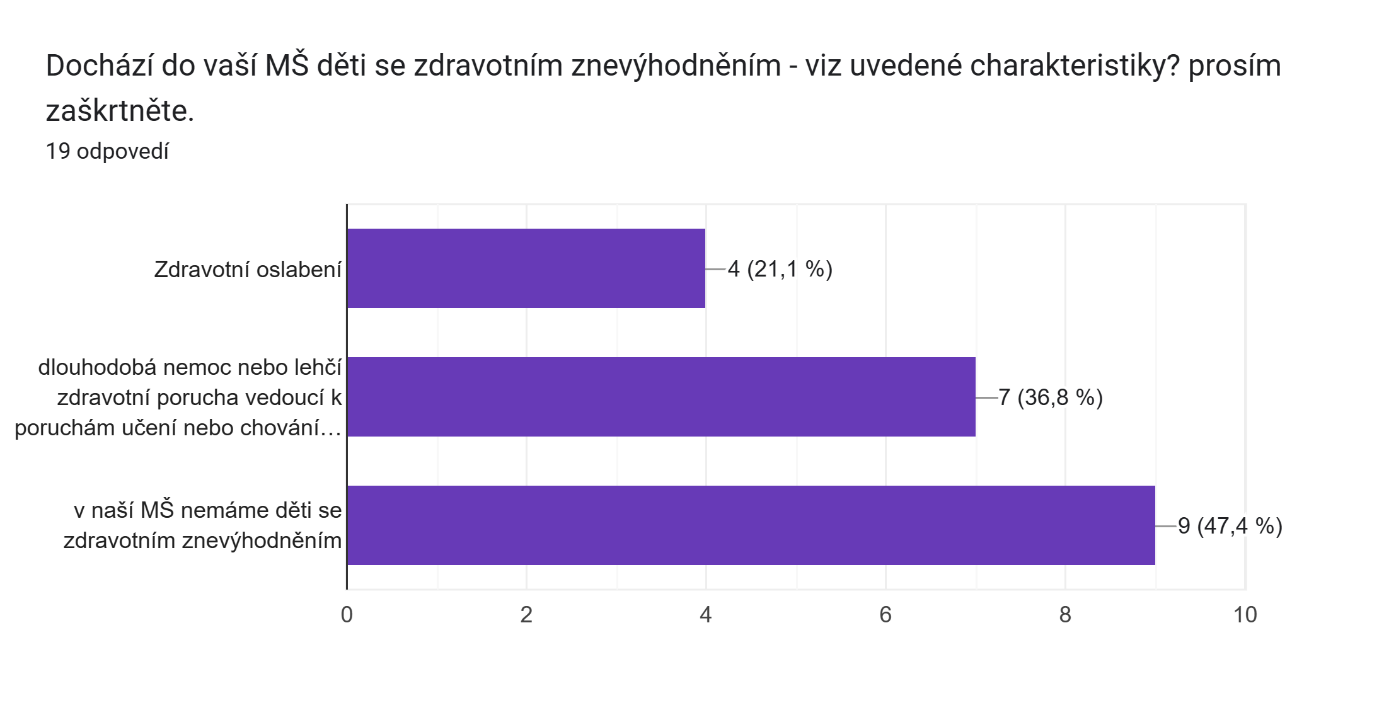 Dochází do vaší MŠ děti se zdravotním znevýhodněním - viz uvedené charakteristiky? prosím
zaškrtněte.
19 odpovedí
Zdravotní oslabení
4 (21,1 %)
dlouhodobá nemoc nebo lehčí
zdravotní porucha vedoucí k
poruchám učení nebo chování…
7 (36,8 %)
v naší MŠ nemáme děti se
zdravotním znevýhodněním
9 (47,4 %)
0 2 4 6 8 10